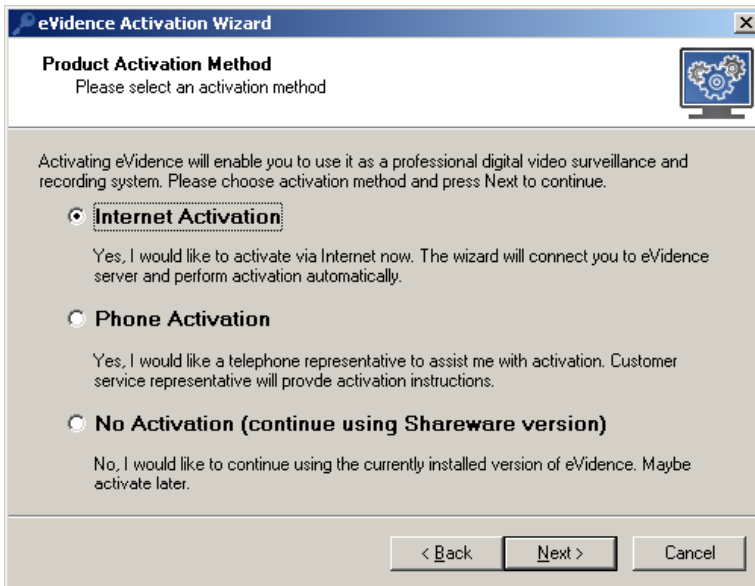 eVidence Activation Wizard
Product Activation Method
Please select an activation method
Activating eVidence will enable you to use it as a professional digital video surveillance and
recording system. Please choose activation method and press Next to continue.
Internet Activation
Yes, I would like to activate via Internet now. The wizard will connect you to eVidence
server and perform activation automatically.
Phone Activation
Yes, I would like a telephone representative to assist me with activation. Customer
service representative will provde activation instructions.
No Activation (continue using Shareware version)
No, I would like to continue using the currently installed version of eVidence. Maybe
activate later.
< Back Next > Cancel